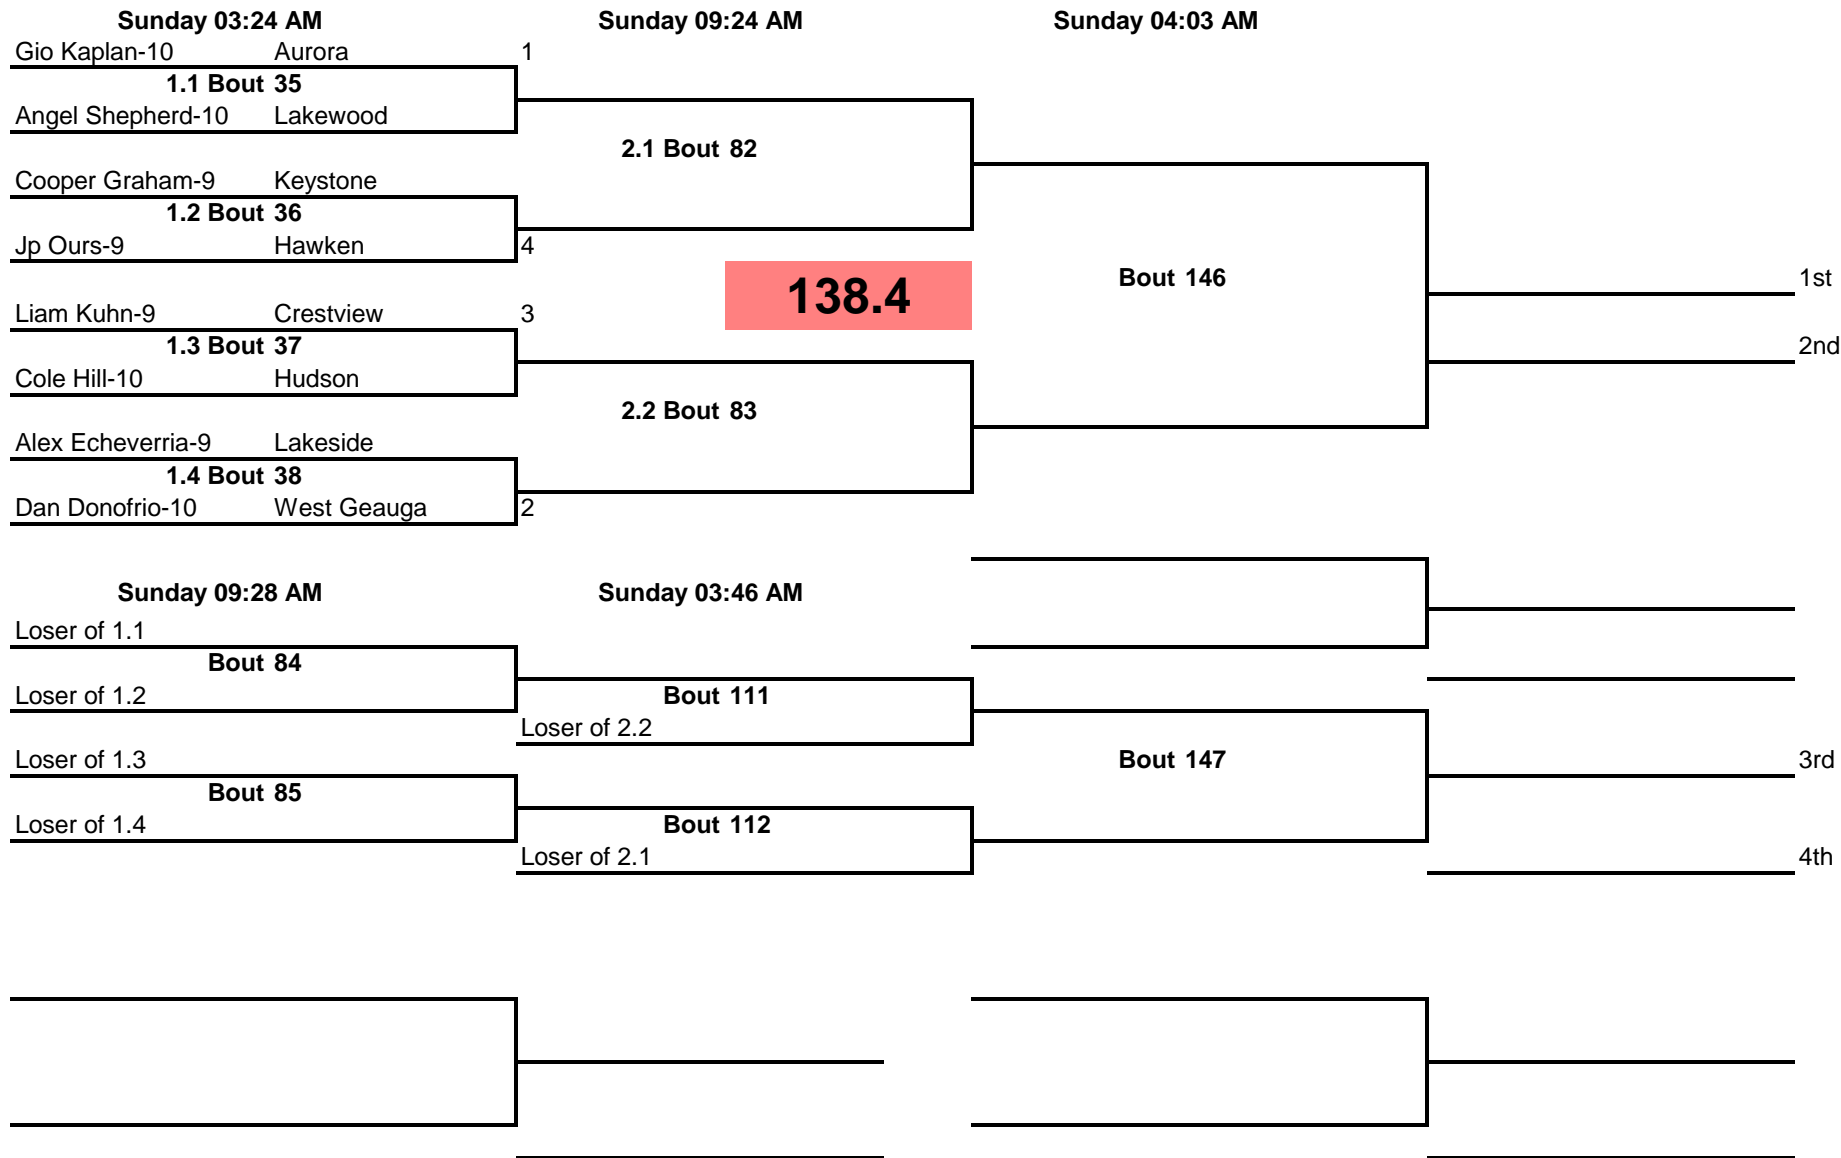 Sunday 03:24 AM Sunday 09:24 AM Sunday 04:03 AM
Gio Kaplan-10 Aurora 1
1.1 Bout 35
Angel Shepherd-10 Lakewood
2.1 Bout 82
Cooper Graham-9 Keystone
1.2 Bout 36
Jp Ours-9 Hawken 4
138.4 Bout 146 1st
Liam Kuhn-9 Crestview 3
1.3 Bout 37 2nd
Cole Hill-10 Hudson
2.2 Bout 83
Alex Echeverria-9 Lakeside
1.4 Bout 38
Dan Donofrio-10 West Geauga 2
Sunday 09:28 AM Sunday 03:46 AM
Loser of 1.1
Bout 84
Loser of 1.2 Bout 111
Loser of 2.2
Loser of 1.3 Bout 147 3rd
Bout 85
Loser of 1.4 Bout 112
Loser of 2.1 4th